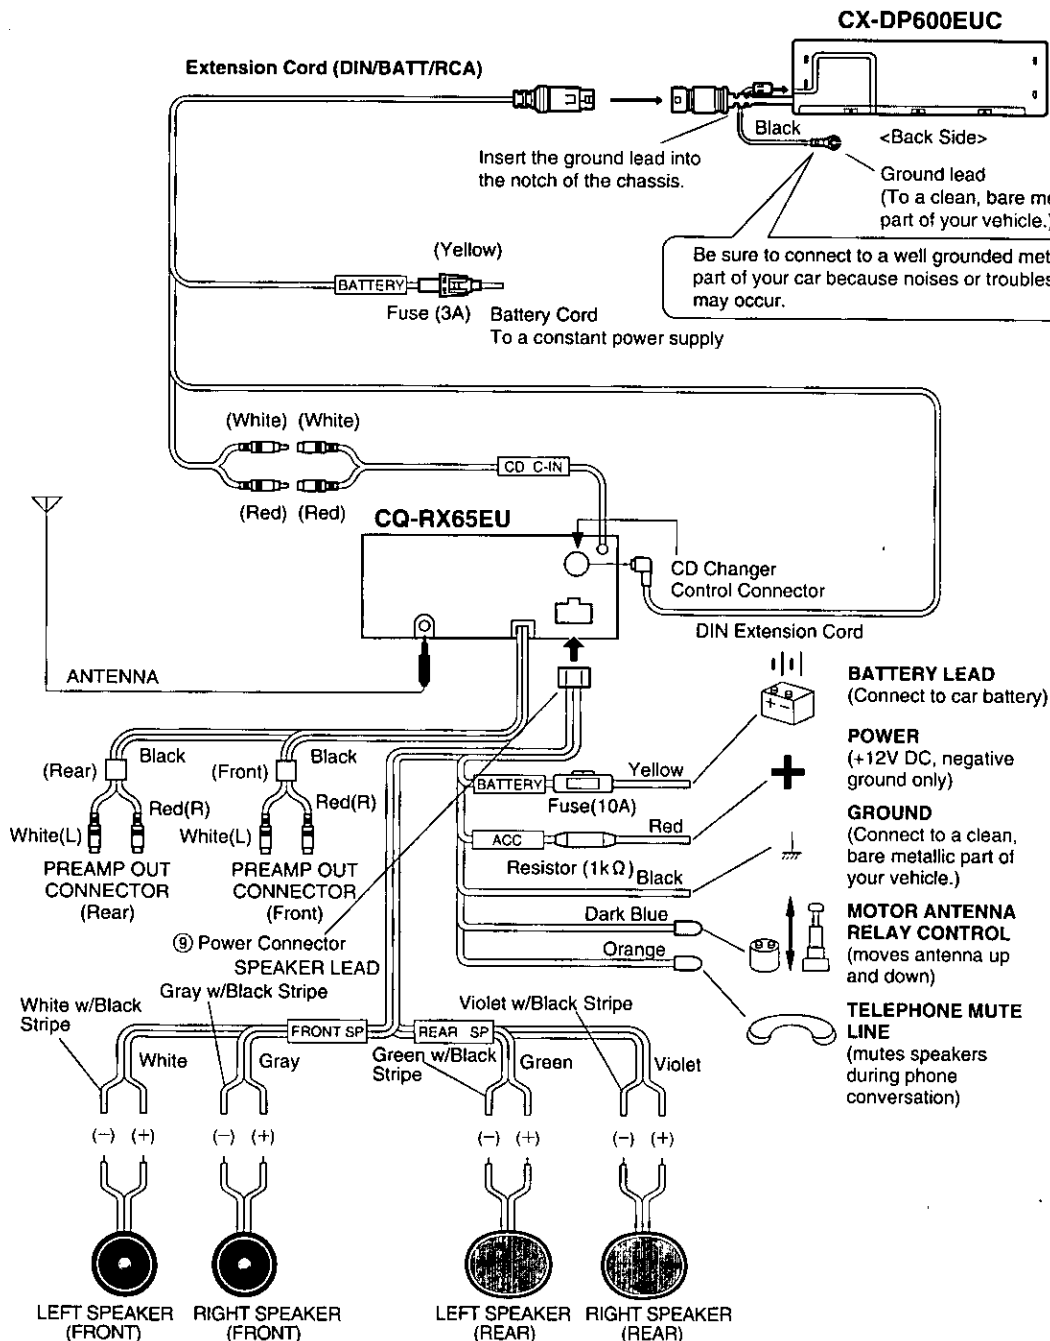 CX-DP600EUC
Extension Cord (DIN/BATT/RCA)
Black
<Back Side>
Insert the ground lead into
the notch of the chassis.
Ground lead
(To a clean, bare me
part of your vehicle.)
Be sure to connect to a well grounded met
part of your car because noises or troubles
may occur.
(Yellow)
BATTERY
Fuse (3A)
Battery Cord
To a constant power supply
(White) (White)
CD C-IN
(Red) (Red)
CQ-RX65EU
CD Changer
Control Connector
DIN Extension Cord
ANTENNA
BATTERY LEAD
(Connect to car battery)
POWER
(+12V DC, negative
ground only)
GROUND
(Connect to a clean,
bare metallic part of
your vehicle.)
MOTOR ANTENNA
RELAY CONTROL
(moves antenna up
and down)
TELEPHONE MUTE
LINE
(mutes speakers
during phone
conversation)
Black
(Rear)
Red(R)
White(L)
PREAMP OUT
CONNECTOR
(Rear)
Black
(Front)
Red(R)
White(L)
PREAMP OUT
CONNECTOR
(Front)
BATTERY
Yellow
Fuse(10A)
ACC
Red
Resistor (1kΩ)
Black
Dark Blue
Orange
⑨ Power Connector
SPEAKER LEAD
White w/Black
Stripe
Gray w/Black Stripe
Violet w/Black Stripe
FRONT SP
REAR SP
White
Gray
Green w/Black
Stripe
Green
Violet
(−) (+)
(−) (+)
(−) (+)
(−) (+)
LEFT SPEAKER
(FRONT)
RIGHT SPEAKER
(FRONT)
LEFT SPEAKER
(REAR)
RIGHT SPEAKER
(REAR)